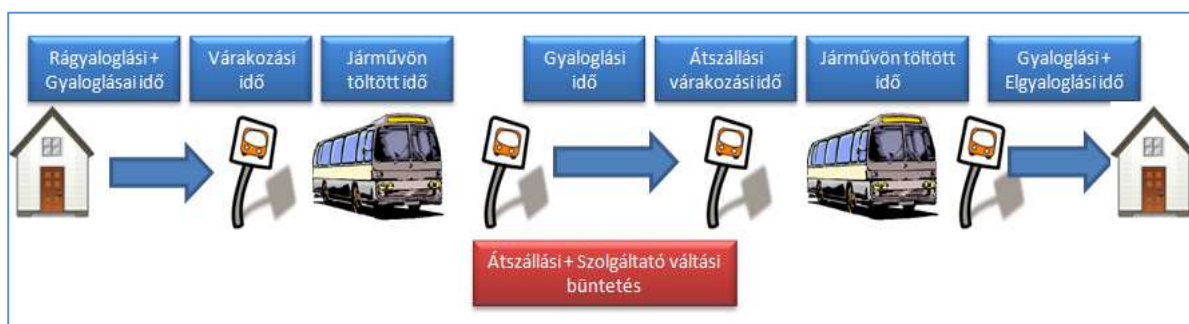 Rágyaloglási +
Gyaloglásai idő
Várakozási
idő
Járművön
töltött idő
Gyaloglási
idő
Átszállási
várakozási idő
Járművön töltött
idő
Gyaloglási +
Elgyaloglási idő
Átszállási + Szolgáltató váltási
büntetés